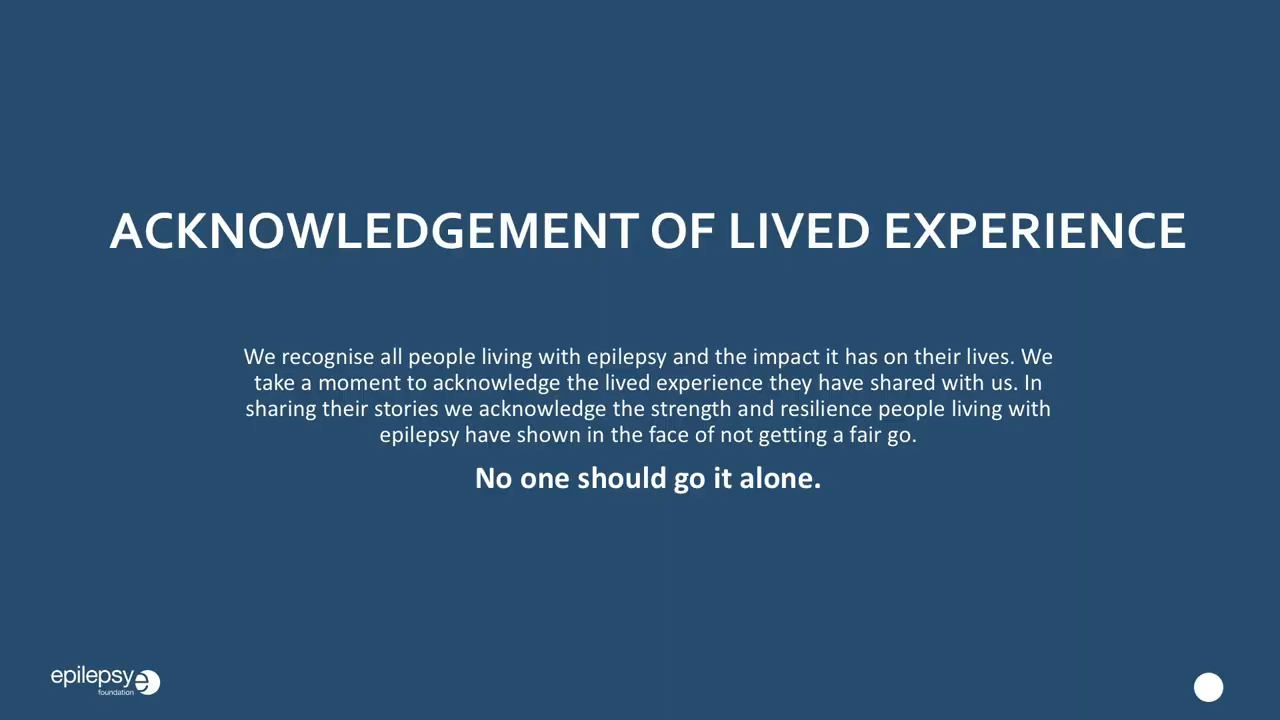 ACKNOWLEDGEMENT OF LIVED EXPERIENCE
We recognise all people living with epilepsy and the impact it has on their lives. We
take a moment to acknowledge the lived experience they have shared with us. In
sharing their stories we acknowledge the strength and resilience people living with
epilepsy have shown in the face of not getting a fair go.
No one should go it alone.
epilepsy e
foundation